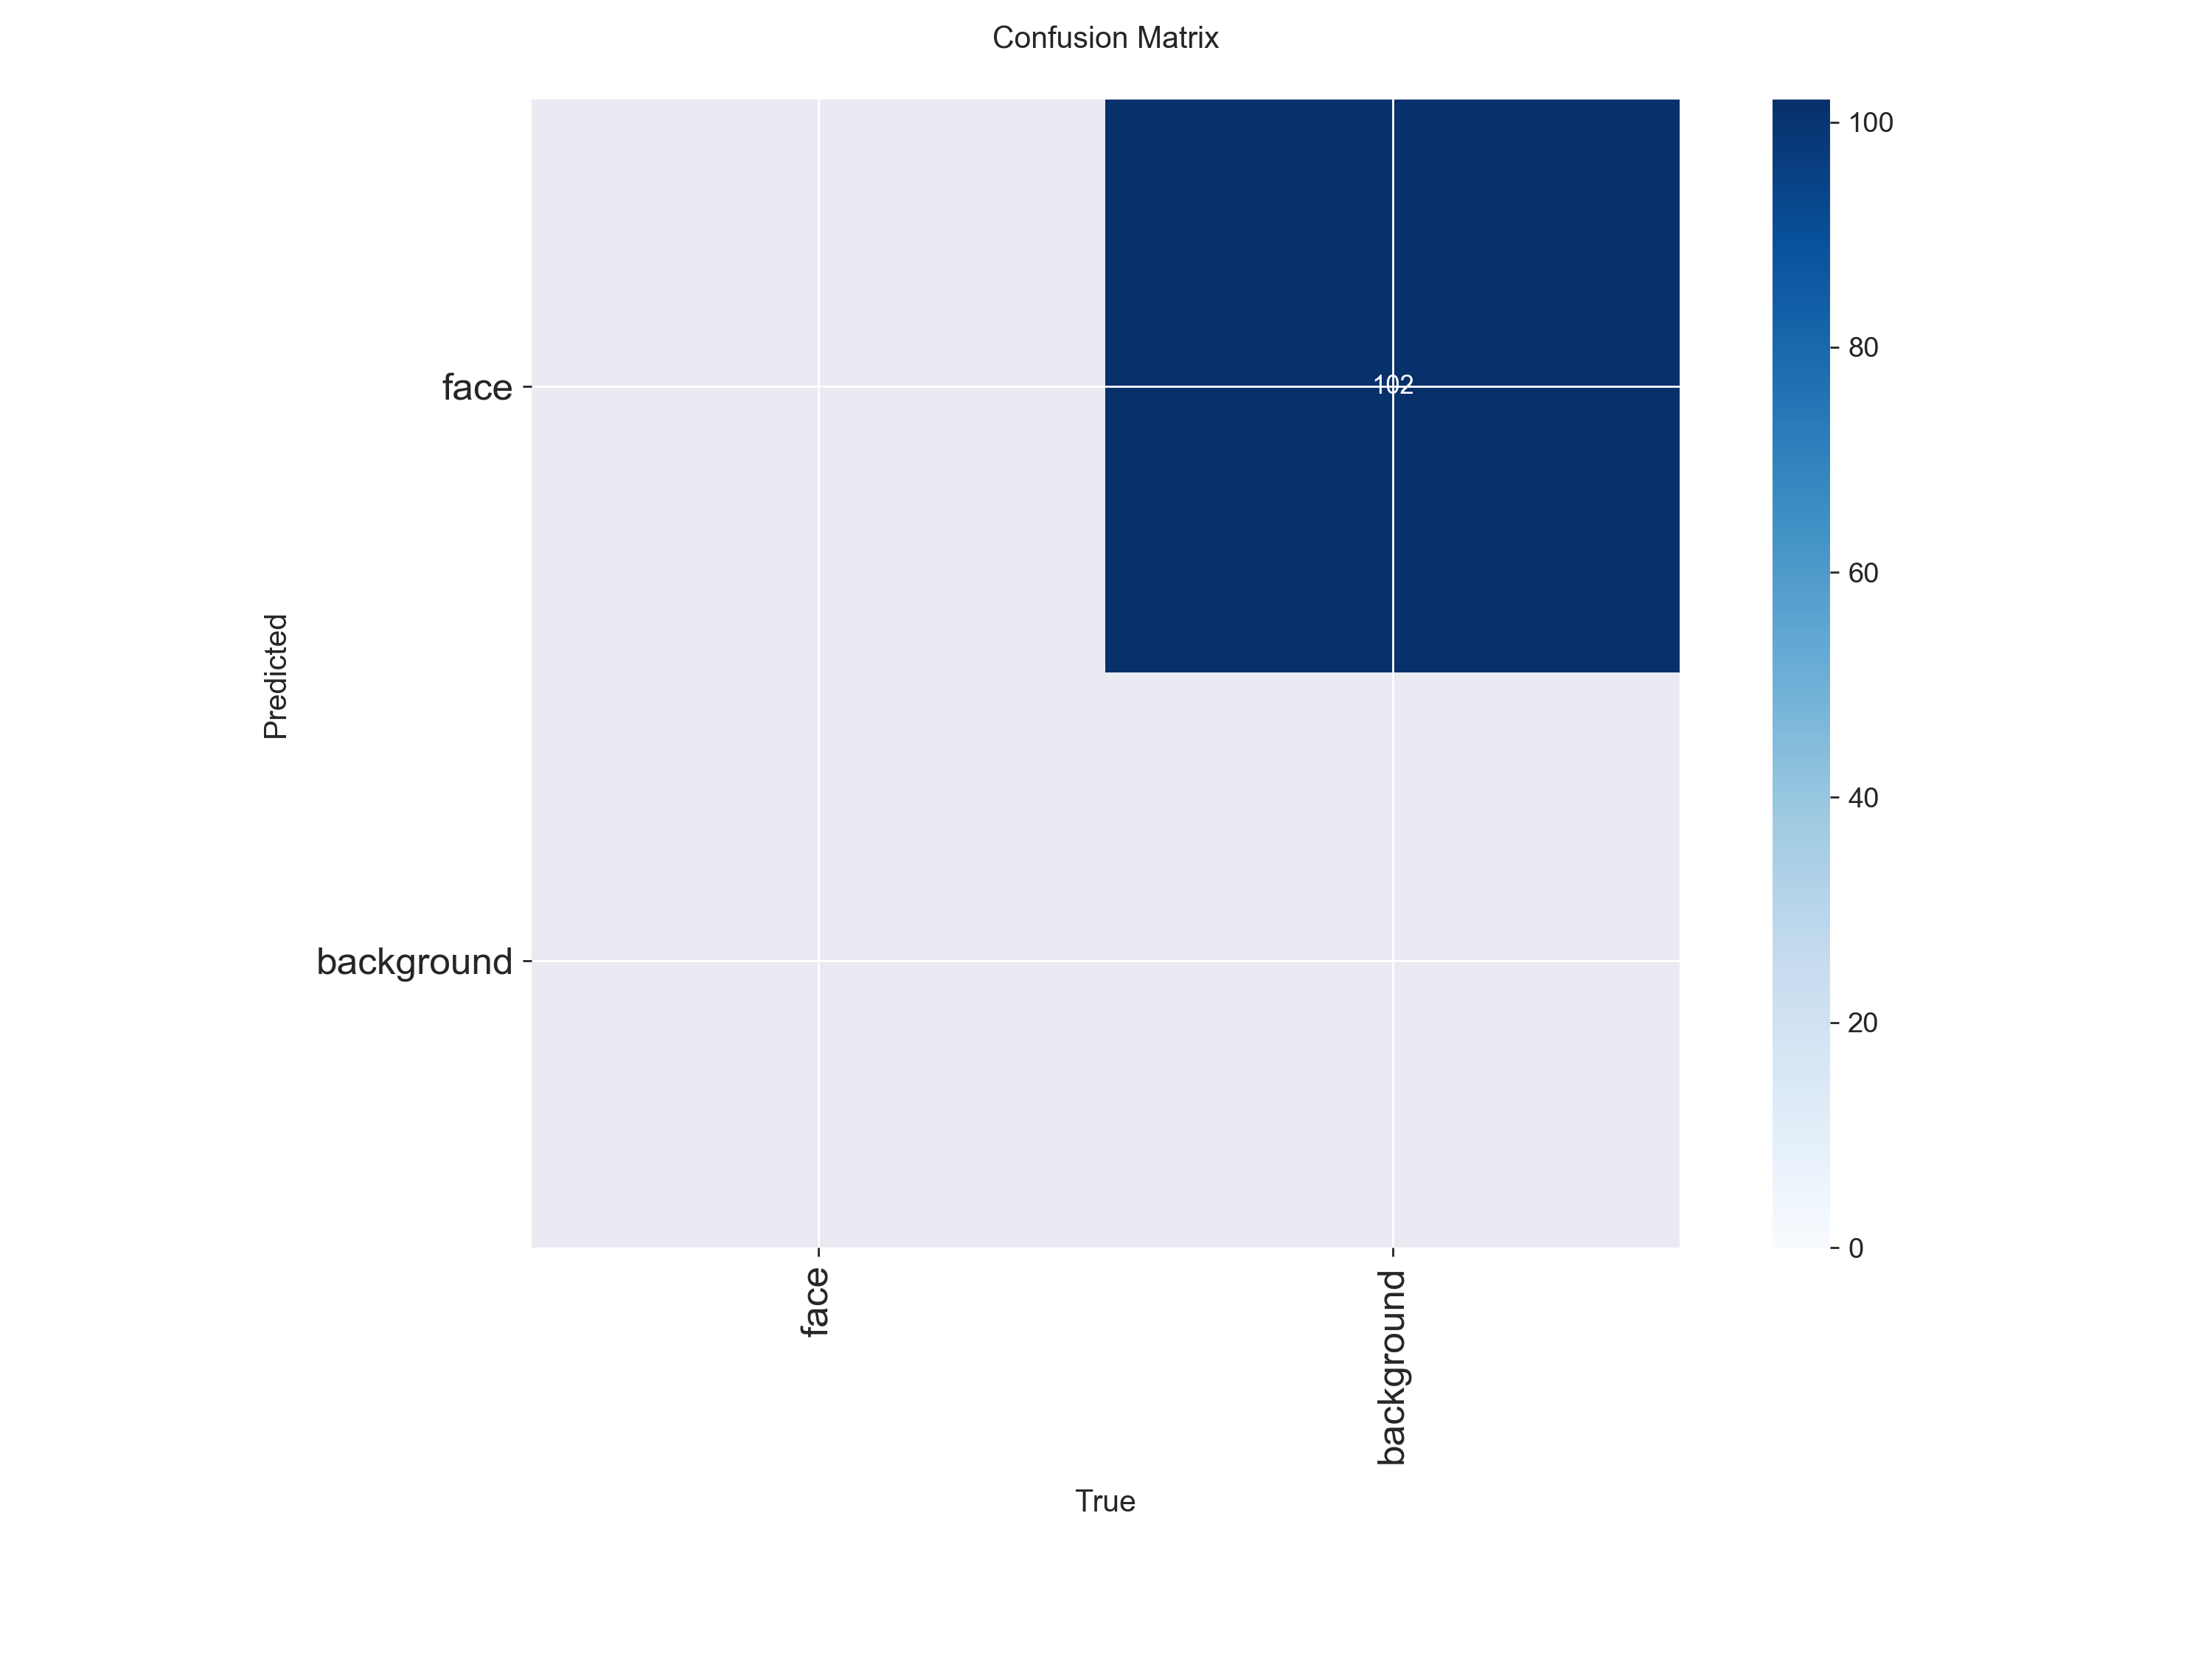 Confusion Matrix
100
80
60
40
20
0
face
102
background
Predicted
face
background
True